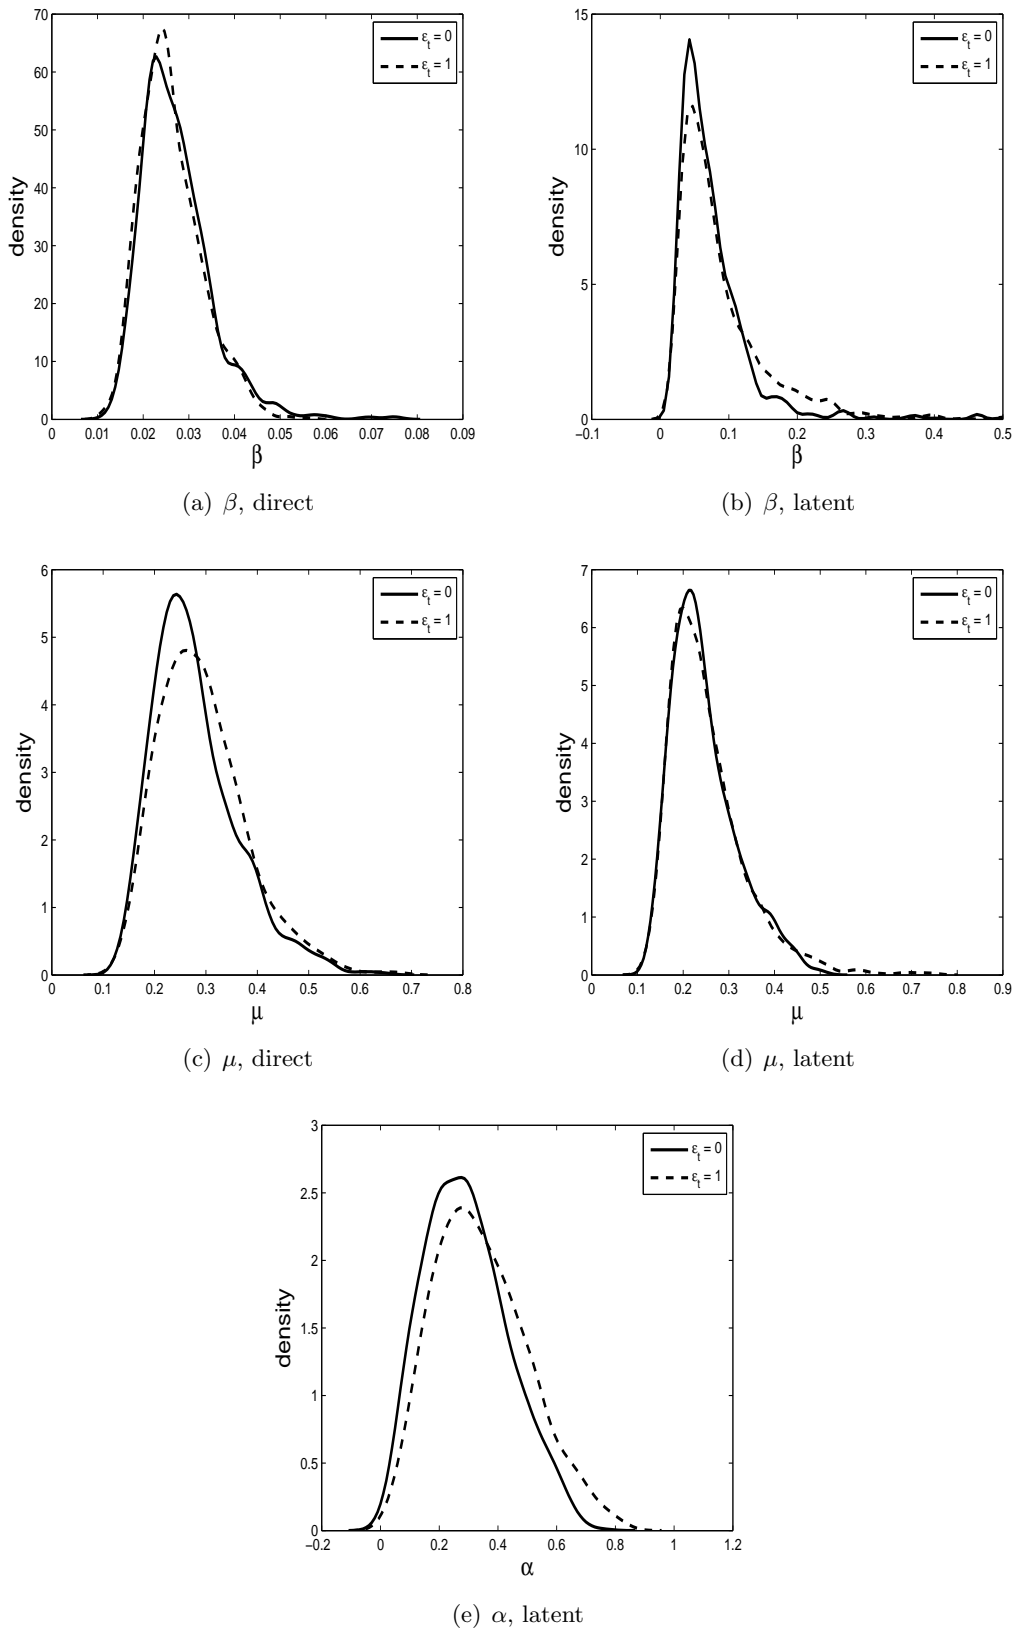 70
60
50
40
30
20
10
0
density
0 0.01 0.02 0.03 0.04 0.05 0.06 0.07 0.08 0.09
β
ε_t = 0
ε_t = 1
(a) β, direct
15
10
5
0
density
−0.1 0 0.1 0.2 0.3 0.4 0.5
β
ε_t = 0
ε_t = 1
(b) β, latent
6
5
4
3
2
1
0
density
0 0.1 0.2 0.3 0.4 0.5 0.6 0.7 0.8
μ
ε_t = 0
ε_t = 1
(c) μ, direct
7
6
5
4
3
2
1
0
density
0 0.1 0.2 0.3 0.4 0.5 0.6 0.7 0.8 0.9
μ
ε_t = 0
ε_t = 1
(d) μ, latent
3
2.5
2
1.5
1
0.5
0
density
−0.2 0 0.2 0.4 0.6 0.8 1 1.2
α
ε_t = 0
ε_t = 1
(e) α, latent